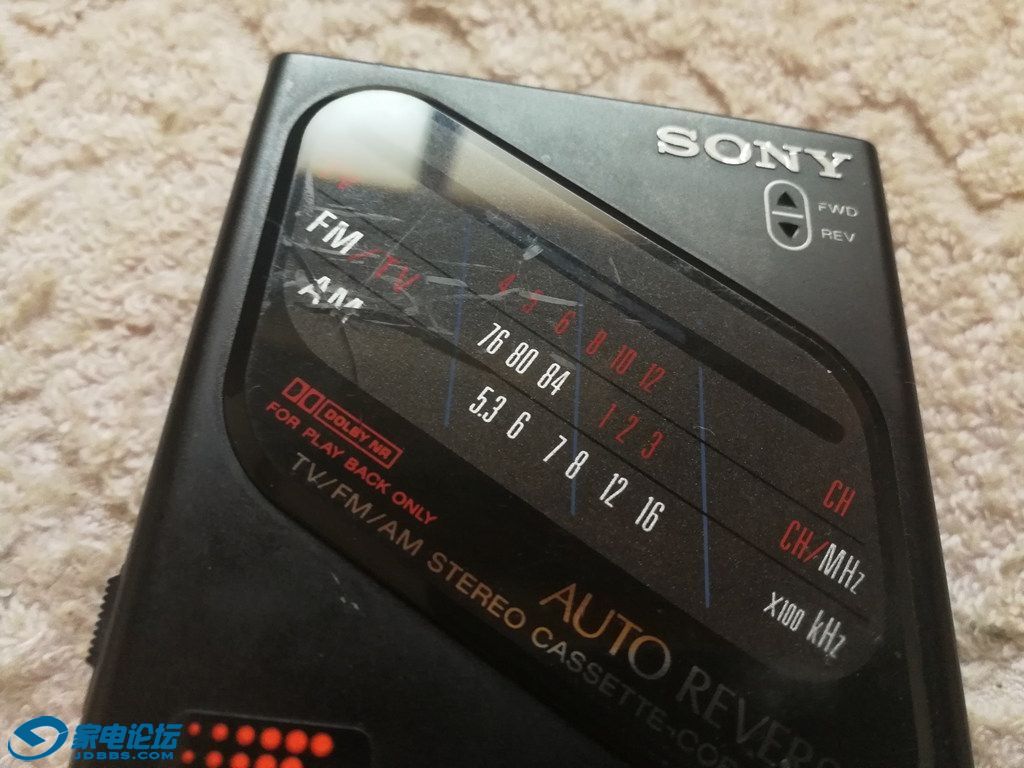 SONY
FWD
REV
FM/TV
AM
4 5 6 8 10 12
CH
76 80 84 1 2 3
CH/MHz
5.3 6 7 8 12 16
X100 kHz
DOLBY NR
FOR PLAY BACK ONLY
TV/FM/AM STEREO CASSETTE-COR
AUTO REVERS
家电论坛
JDBBS.COM